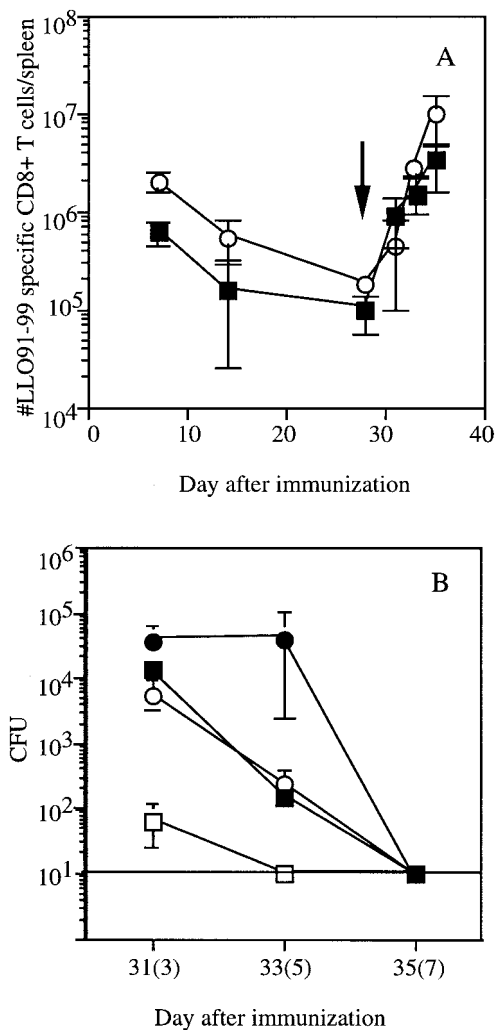 A
#LLO91-99 specific CD8+ T cells/spleen
10^8
10^7
10^6
10^5
10^4
0 10 20 30 40
Day after immunization
B
CFU
10^6
10^5
10^4
10^3
10^2
10^1
31(3) 33(5) 35(7)
Day after immunization